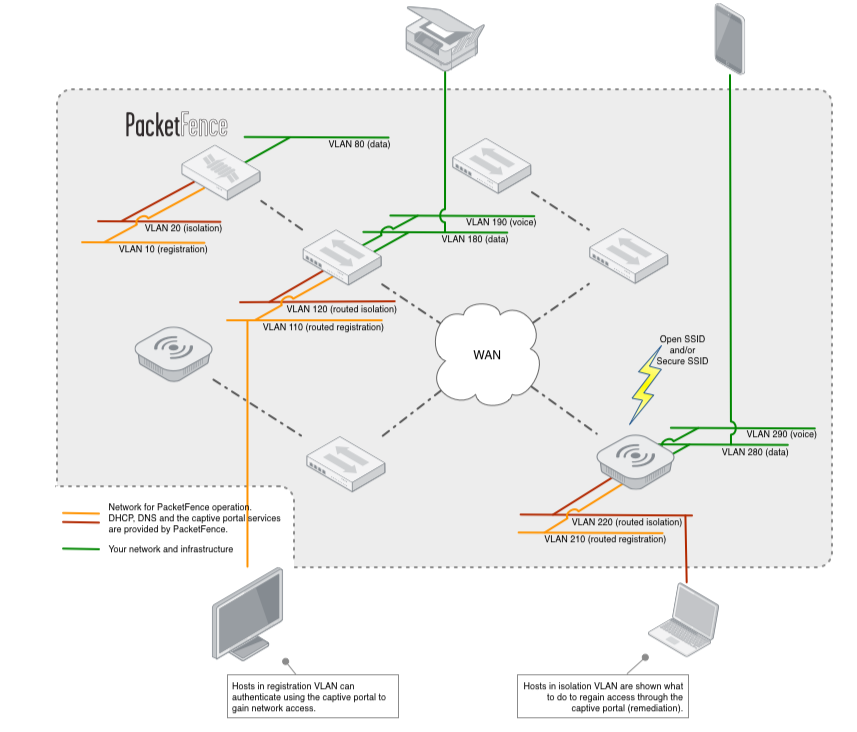 PacketFence
VLAN 80 (data)
VLAN 20 (isolation)
VLAN 10 (registration)
VLAN 190 (voice)
VLAN 180 (data)
VLAN 120 (routed isolation)
VLAN 110 (routed registration)
WAN
Open SSID
and/or
Secure SSID
VLAN 290 (voice)
VLAN 280 (data)
VLAN 220 (routed isolation)
VLAN 210 (routed registration)
Network for PacketFence operation.
DHCP, DNS and the captive portal services
are provided by PacketFence.
Your network and infrastructure
Hosts in registration VLAN can
authenticate using the captive portal to
gain network access.
Hosts in isolation VLAN are shown what
to do to regain access through the
captive portal (remediation).